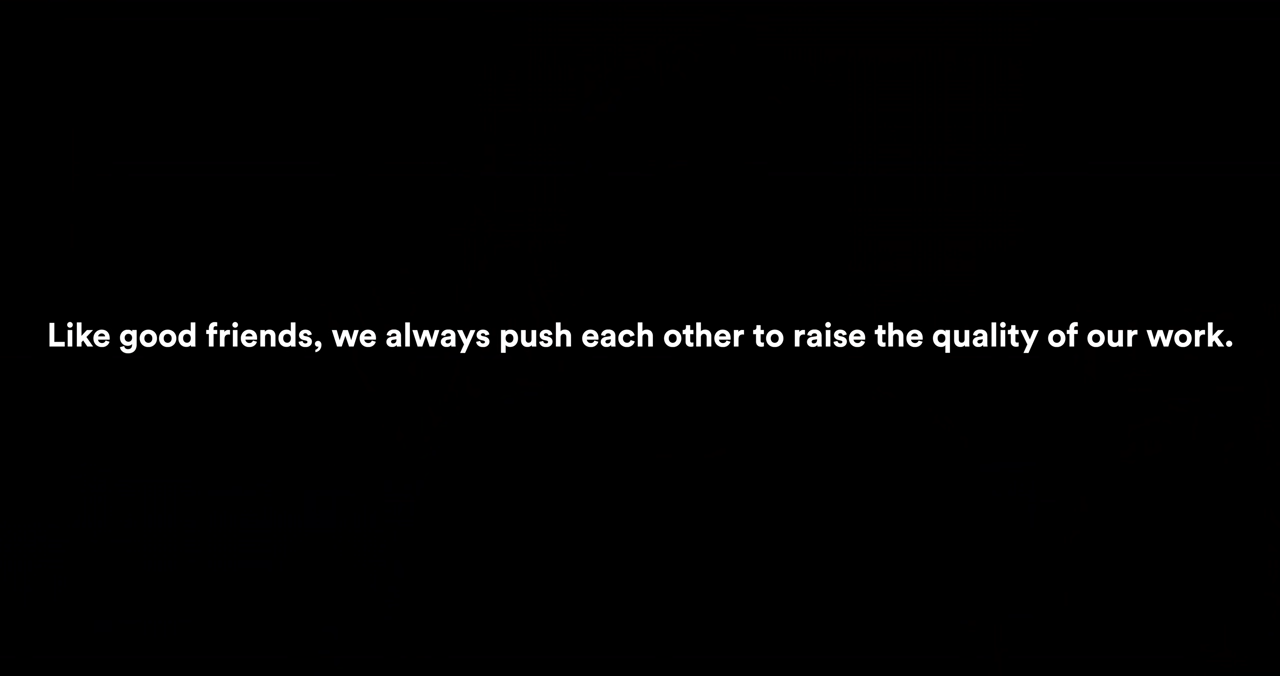 Like good friends, we always push each other to raise the quality of our work.